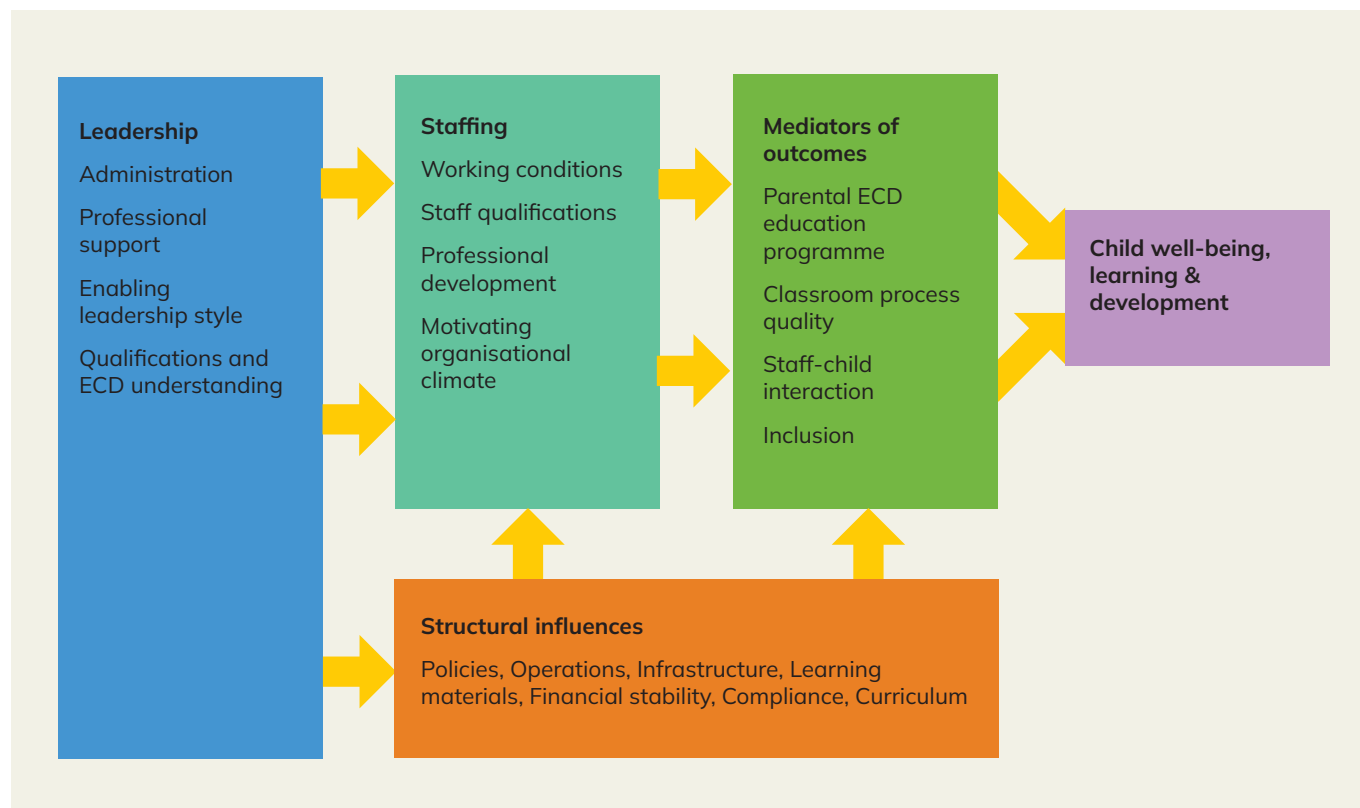 Leadership
Administration
Professional
support
Enabling
leadership style
Qualifications and
ECD understanding
Staffing
Working conditions
Staff qualifications
Professional
development
Motivating
organisational
climate
Mediators of
outcomes
Parental ECD
education
programme
Classroom process
quality
Staff-child
interaction
Inclusion
Child well-being,
learning &
development
Structural influences
Policies, Operations, Infrastructure, Learning
materials, Financial stability, Compliance, Curriculum